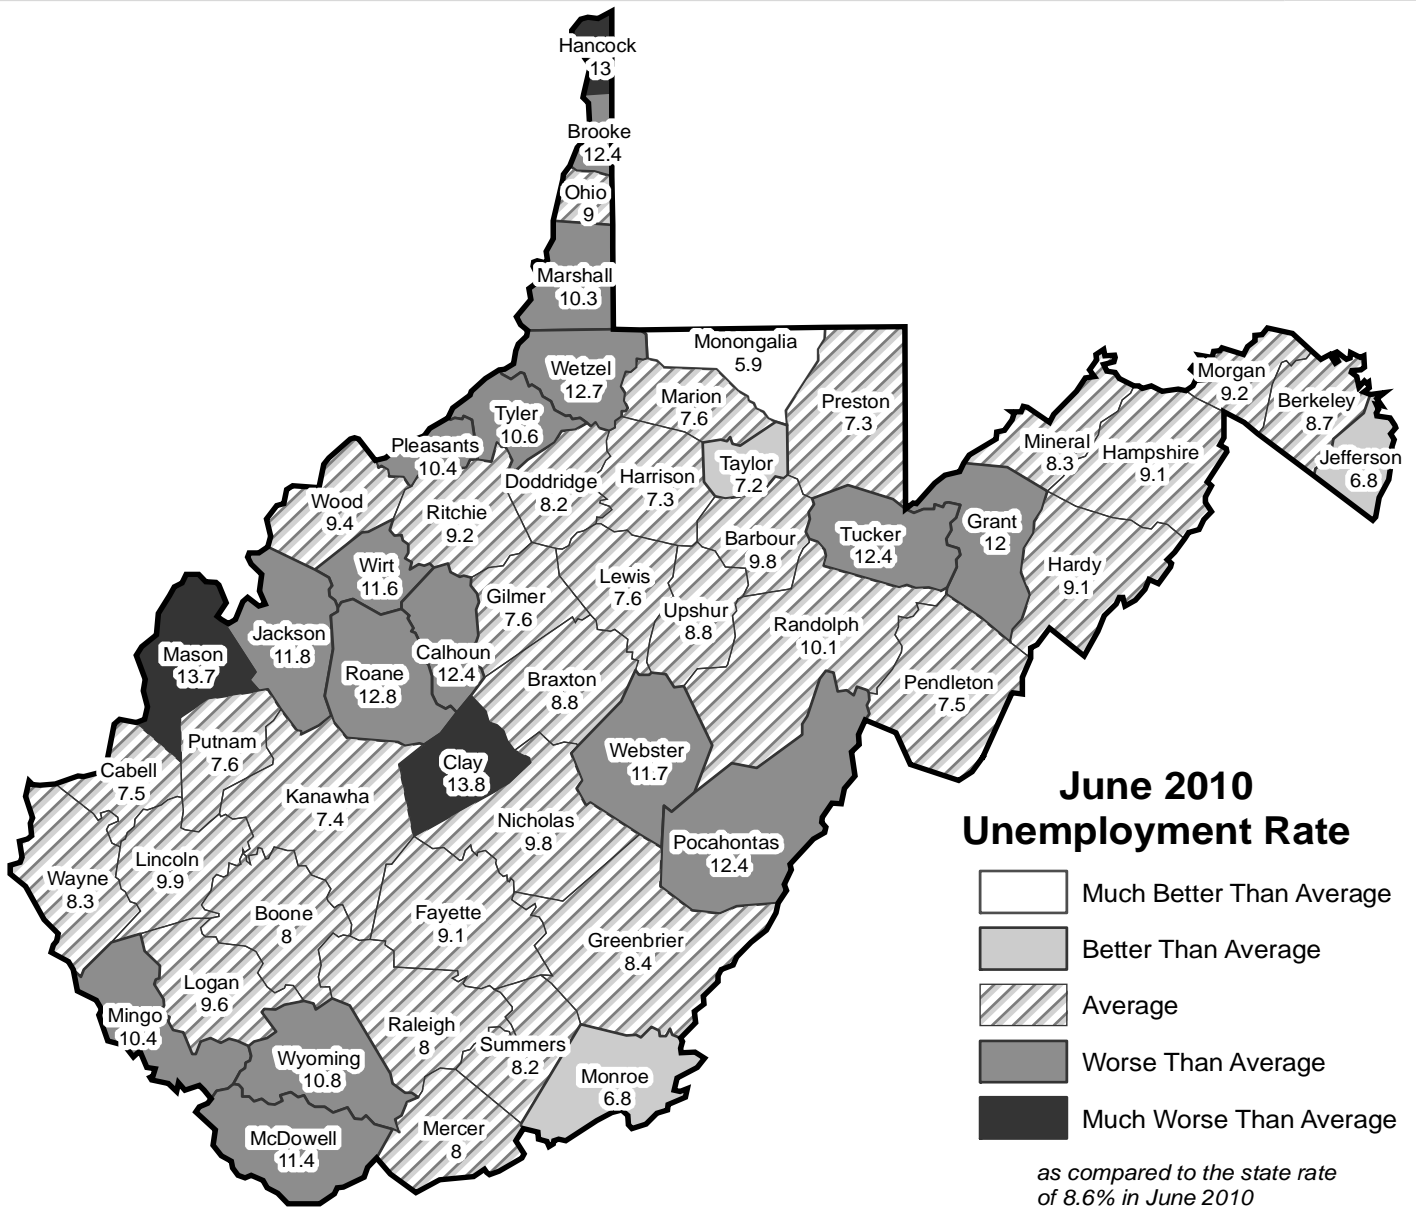 Hancock
13
Brooke
12.4
Ohio
9
Marshall
10.3
Wetzel
12.7
Monongalia
5.9
Marion
7.6
Preston
7.3
Tyler
10.6
Pleasants
10.4
Doddridge
8.2
Harrison
7.3
Taylor
7.2
Morgan
9.2
Berkeley
8.7
Jefferson
6.8
Mineral
8.3
Hampshire
9.1
Wood
9.4
Ritchie
9.2
Barbour
9.8
Tucker
12.4
Grant
12
Hardy
9.1
Wirt
11.6
Gilmer
7.6
Lewis
7.6
Upshur
8.8
Randolph
10.1
Mason
13.7
Jackson
11.8
Roane
12.8
Calhoun
12.4
Braxton
8.8
Pendleton
7.5
Putnam
7.6
Cabell
7.5
Kanawha
7.4
Clay
13.8
Webster
11.7
Nicholas
9.8
Pocahontas
12.4
Wayne
8.3
Lincoln
9.9
Boone
8
Fayette
9.1
Greenbrier
8.4
Logan
9.6
Mingo
10.4
Raleigh
8
Summers
8.2
Wyoming
10.8
Monroe
6.8
McDowell
11.4
Mercer
8
June 2010
Unemployment Rate
Much Better Than Average
Better Than Average
Average
Worse Than Average
Much Worse Than Average
as compared to the state rate
of 8.6% in June 2010